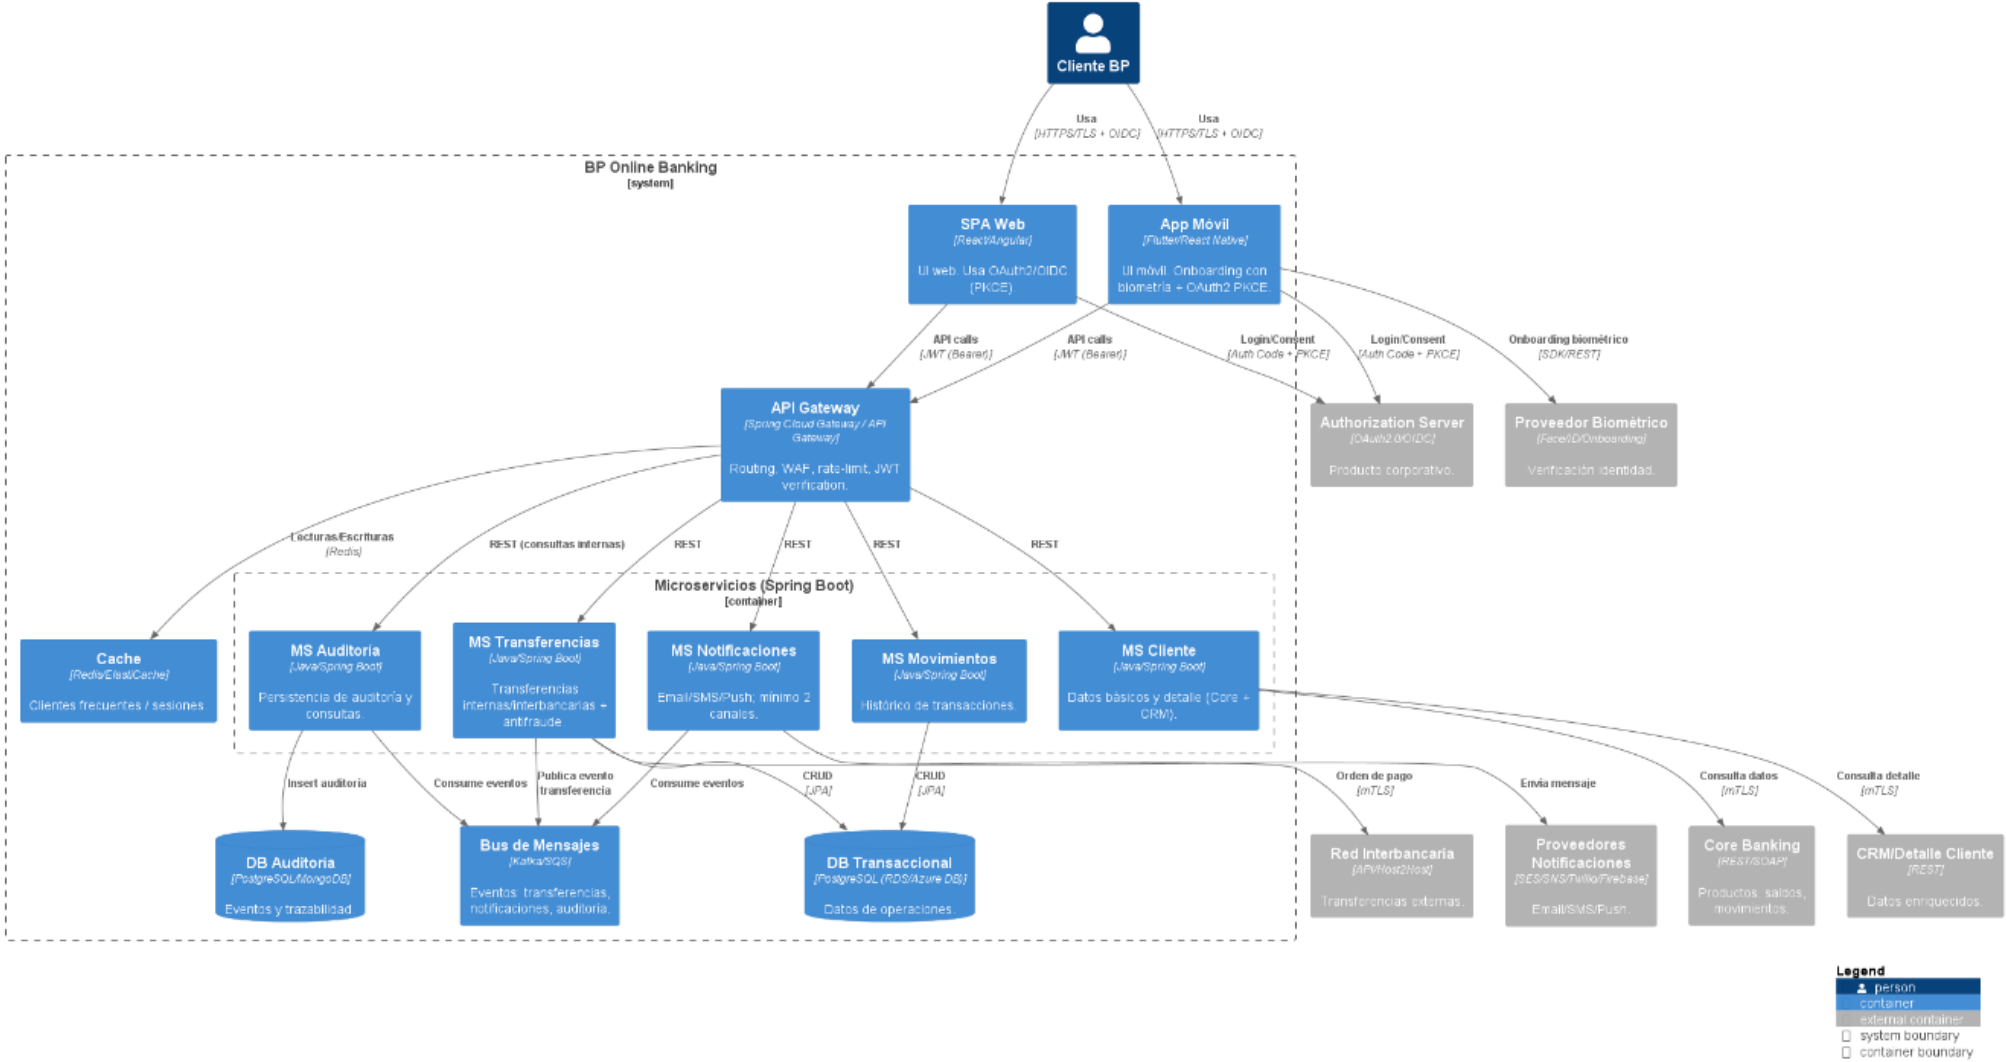 Cliente BP
Usa
[HTTPS/TLS + OIDC]
Usa
[HTTPS/TLS + OIDC]
BP Online Banking
[system]
SPA Web
[React/Angular]
UI web. Usa OAuth2/OIDC
(PKCE).
App Móvil
[Flutter/React Native]
UI móvil. Onboarding con
biometría + OAuth2 PKCE.
API calls
[JWT (Bearer)]
API calls
[JWT (Bearer)]
Login/Consent
[Auth Code + PKCE]
Login/Consent
[Auth Code + PKCE]
Onboarding biométrico
[SDK/REST]
API Gateway
[Spring Cloud Gateway / API
Gateway]
Routing, WAF, rate-limit, JWT
verification.
Authorization Server
[OAuth2.0/OIDC]
Producto corporativo.
Proveedor Biométrico
[FaceID/Onboarding]
Verificación identidad.
Lecturas/Escrituras
[Redis]
REST (consultas internas)
REST
REST
REST
REST
Microservicios (Spring Boot)
[container]
Cache
[Redis/ElastiCache]
Clientes frecuentes / sesiones.
MS Auditoría
[Java/Spring Boot]
Persistencia de auditoría y
consultas.
MS Transferencias
[Java/Spring Boot]
Transferencias
internas/interbancarias +
antifraude.
MS Notificaciones
[Java/Spring Boot]
Email/SMS/Push; mínimo 2
canales.
MS Movimientos
[Java/Spring Boot]
Histórico de transacciones.
MS Cliente
[Java/Spring Boot]
Datos básicos y detalle (Core +
CRM).
Insert auditoría
Consume eventos
Publica evento
transferencia
Consume eventos
CRUD
[JPA]
CRUD
[JPA]
Orden de pago
[mTLS]
Envía mensaje
Consulta datos
[mTLS]
Consulta detalle
[mTLS]
DB Auditoría
[PostgreSQL/MongoDB]
Eventos y trazabilidad.
Bus de Mensajes
[Kafka/SQS]
Eventos: transferencias,
notificaciones, auditoría.
DB Transaccional
[PostgreSQL (RDS/Azure DB)]
Datos de operaciones.
Red Interbancaria
[API/Host2Host]
Transferencias externas.
Proveedores
Notificaciones
[SES/SNS/Twilio/Firebase]
Email/SMS/Push.
Core Banking
[REST/SOAP]
Productos, saldos,
movimientos.
CRM/Detalle Cliente
[REST]
Datos enriquecidos.
Legend
person
container
external container
system boundary
container boundary